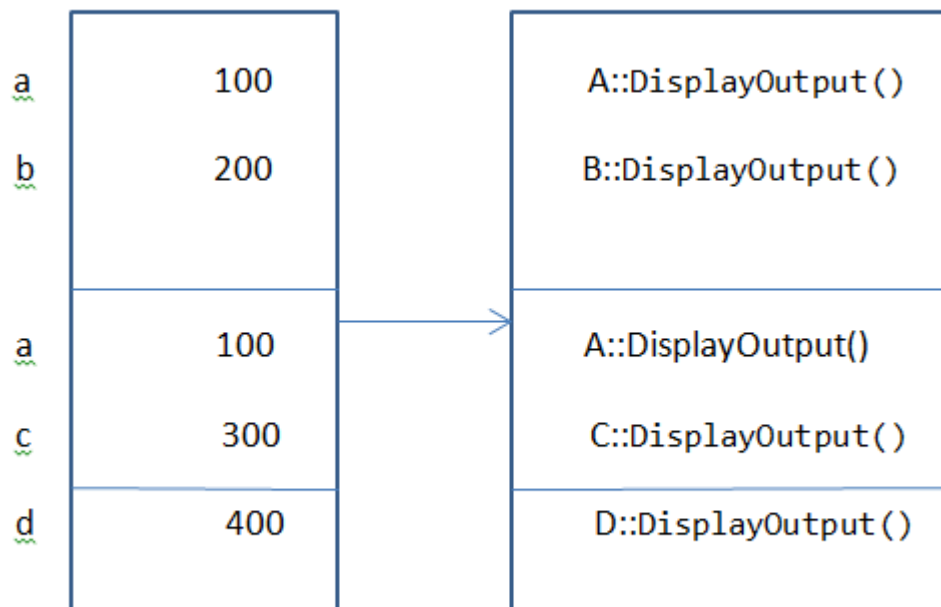 a 100 A::DisplayOutput()
b 200 B::DisplayOutput()
a 100 A::DisplayOutput()
c 300 C::DisplayOutput()
d 400 D::DisplayOutput()